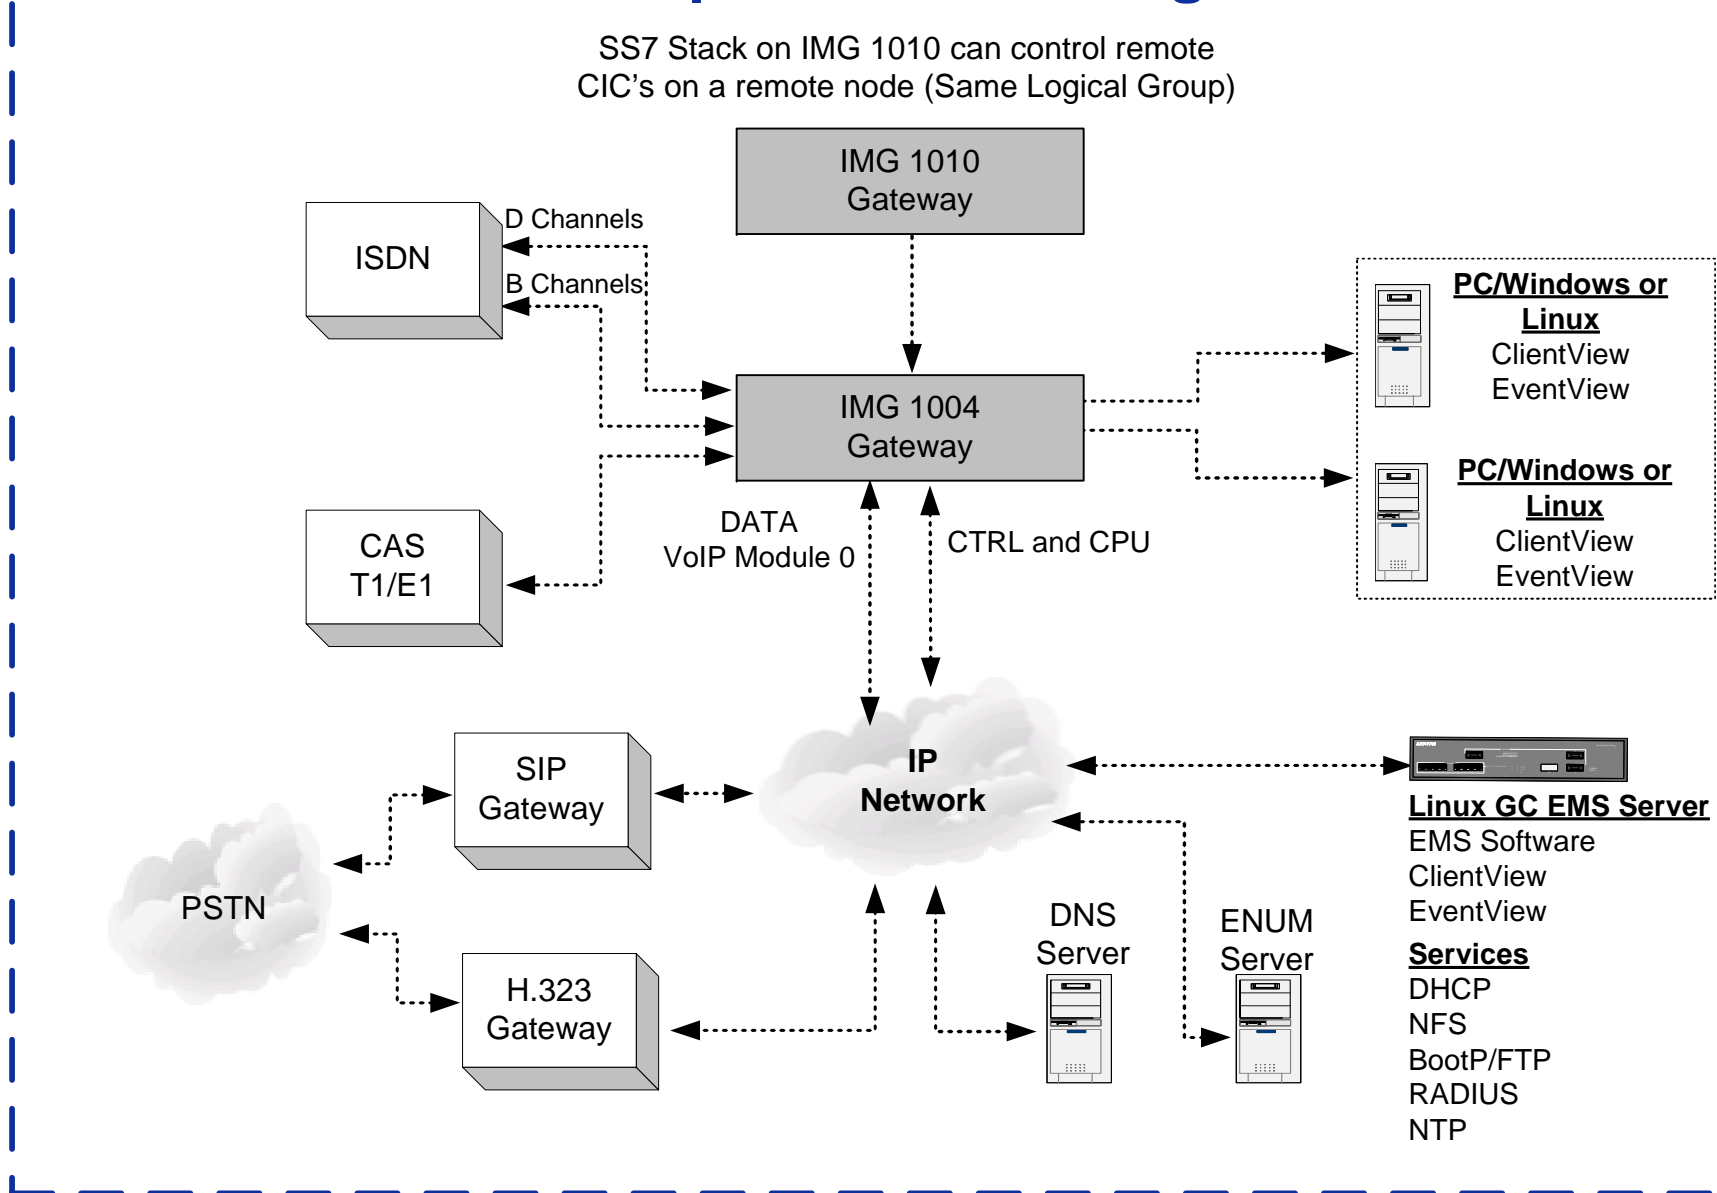 SS7 Stack on IMG 1010 can control remote
CIC's on a remote node (Same Logical Group)
IMG 1010
Gateway
D Channels
ISDN
B Channels
PC/Windows or
Linux
ClientView
EventView
IMG 1004
Gateway
PC/Windows or
Linux
ClientView
EventView
DATA
VoIP Module 0
CTRL and CPU
CAS
T1/E1
IP
Network
SIP
Gateway
PSTN
H.323
Gateway
DNS
Server
ENUM
Server
Linux GC EMS Server
EMS Software
ClientView
EventView
Services
DHCP
NFS
BootP/FTP
RADIUS
NTP